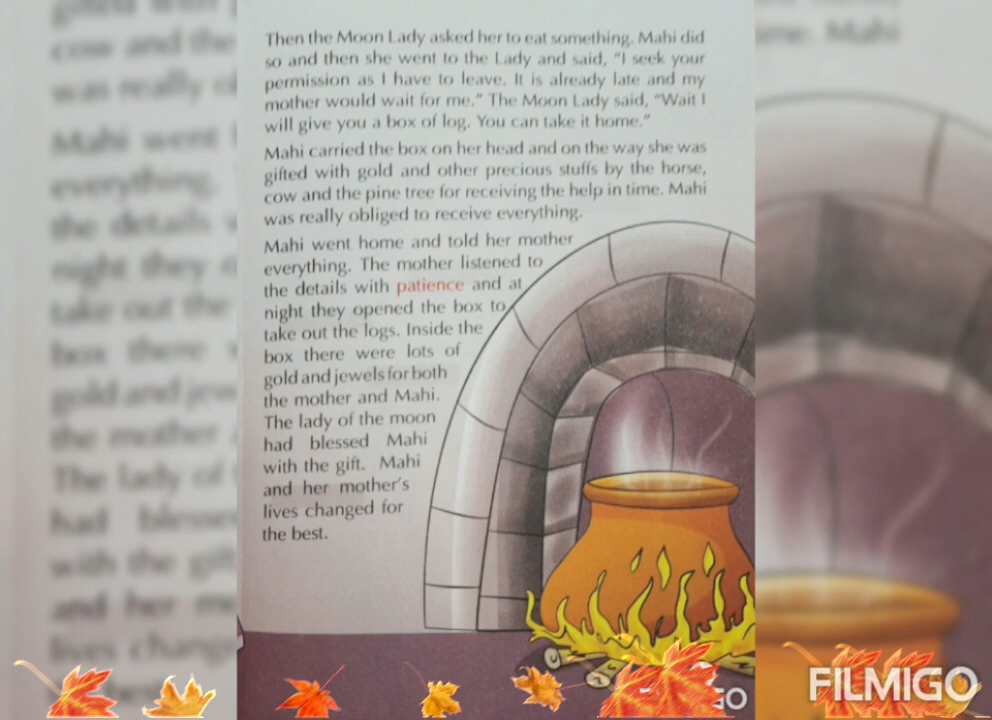 Then the Moon Lady asked her to eat something. Mahi did
so and then she went to the Lady and said, "I seek your
permission as I have to leave. It is already late and my
mother would wait for me." The Moon Lady said, "Wait I
will give you a box of log. You can take it home."
Mahi carried the box on her head and on the way she was
gifted with gold and other precious stuffs by the horse,
cow and the pine tree for receiving the help in time. Mahi
was really obliged to receive everything.
Mahi went home and told her mother
everything. The mother listened to
the details with patience and at
night they opened the box to
take out the logs. Inside the
box there were lots of
gold and jewels for both
the mother and Mahi.
The lady of the moon
had blessed Mahi
with the gift. Mahi
and her mother's
lives changed for
the best.
GO
FILMIGO